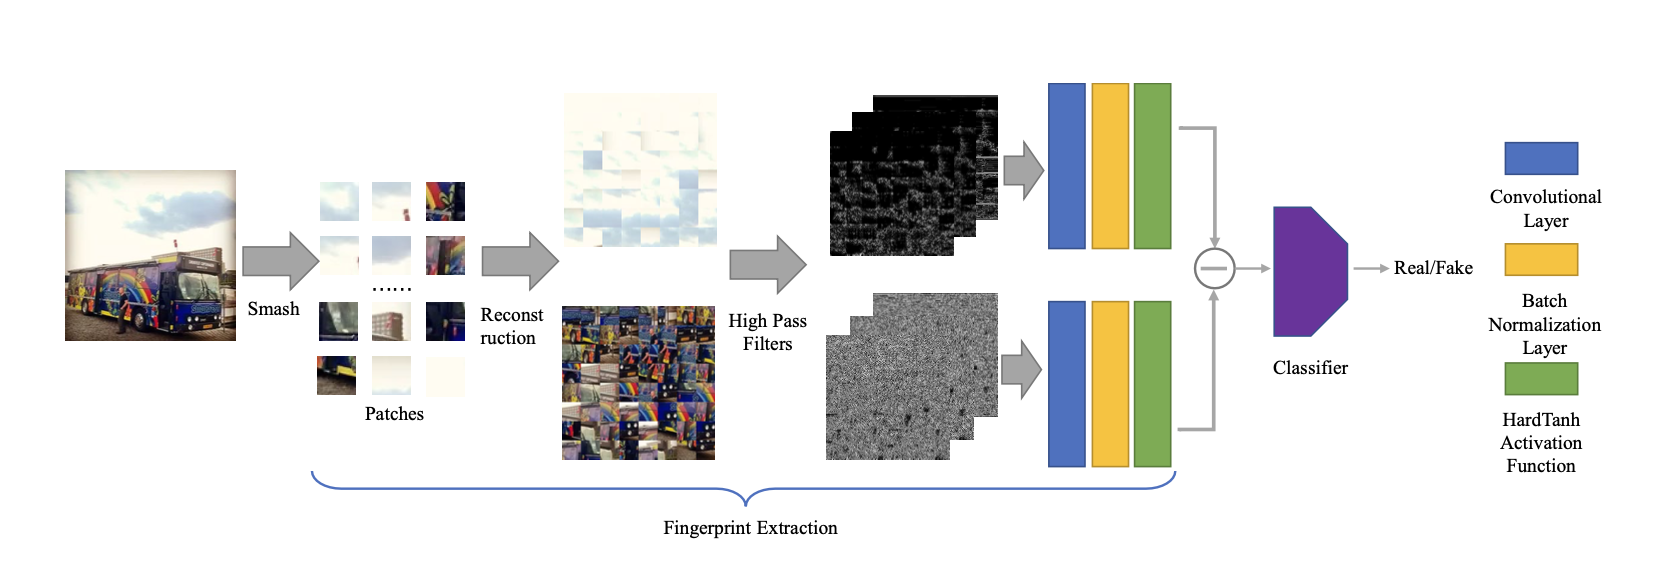 Smash
……
Patches
Reconst
ruction
High Pass
Filters
Fingerprint Extraction
Classifier
Real/Fake
Convolutional
Layer
Batch
Normalization
Layer
HardTanh
Activation
Function